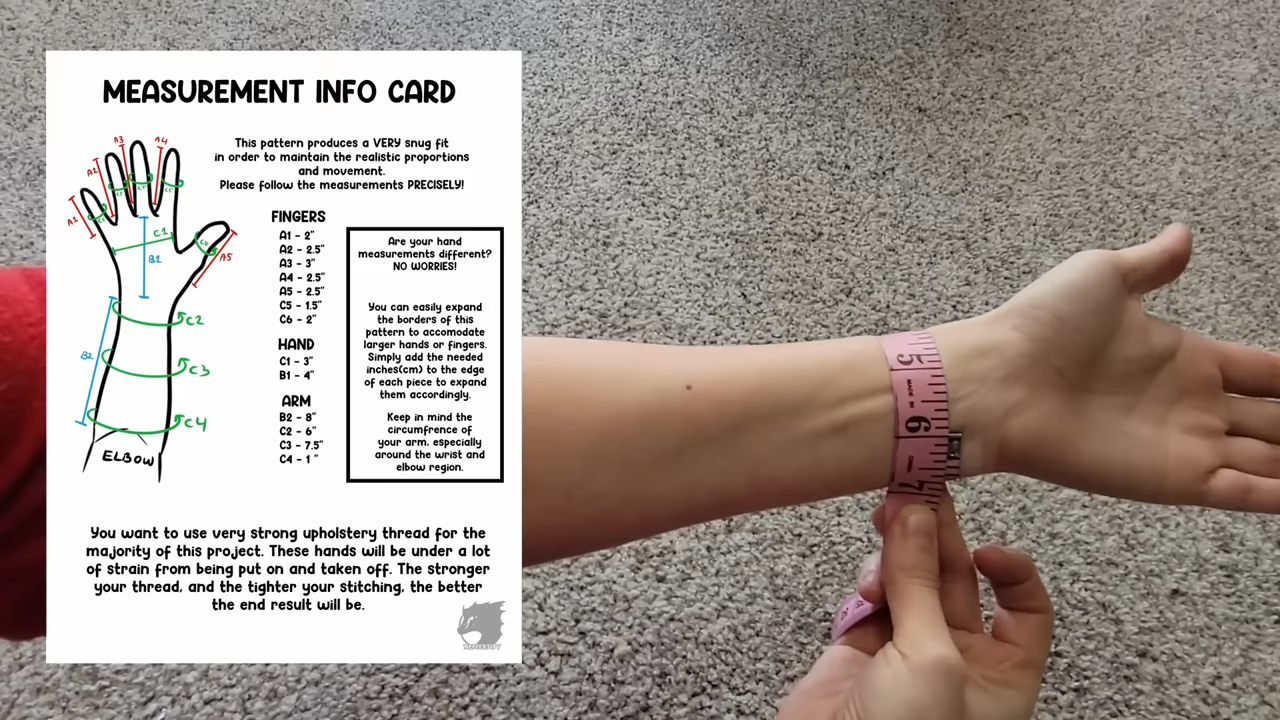 MEASUREMENT INFO CARD
This pattern produces a VERY snug fit
in order to maintain the realistic proportions
and movement.
Please follow the measurements PRECISELY!
A1
A2
A3
A4
A5
C1
B1
C6
C2
B2
C3
C4
ELBOW
FINGERS
A1 - 2"
A2 - 2.5"
A3 - 3"
A4 - 2.5"
A5 - 2.5"
C5 - 1.5"
C6 - 2"
HAND
C1 - 3"
B1 - 4"
ARM
B2 - 8"
C2 - 6"
C3 - 7.5"
C4 - 1 "
Are your hand
measurements different?
NO WORRIES!
You can easily expand
the borders of this
pattern to accomodate
larger hands or fingers.
Simply add the needed
inches(cm) to the edge
of each piece to expand
them accordingly.
Keep in mind the
circumfrence of
your arm, especially
around the wrist and
elbow region.
You want to use very strong upholstery thread for the
majority of this project. These hands will be under a lot
of strain from being put on and taken off. The stronger
your thread, and the tighter your stitching, the better
the end result will be.
5
MADE IN
6
7